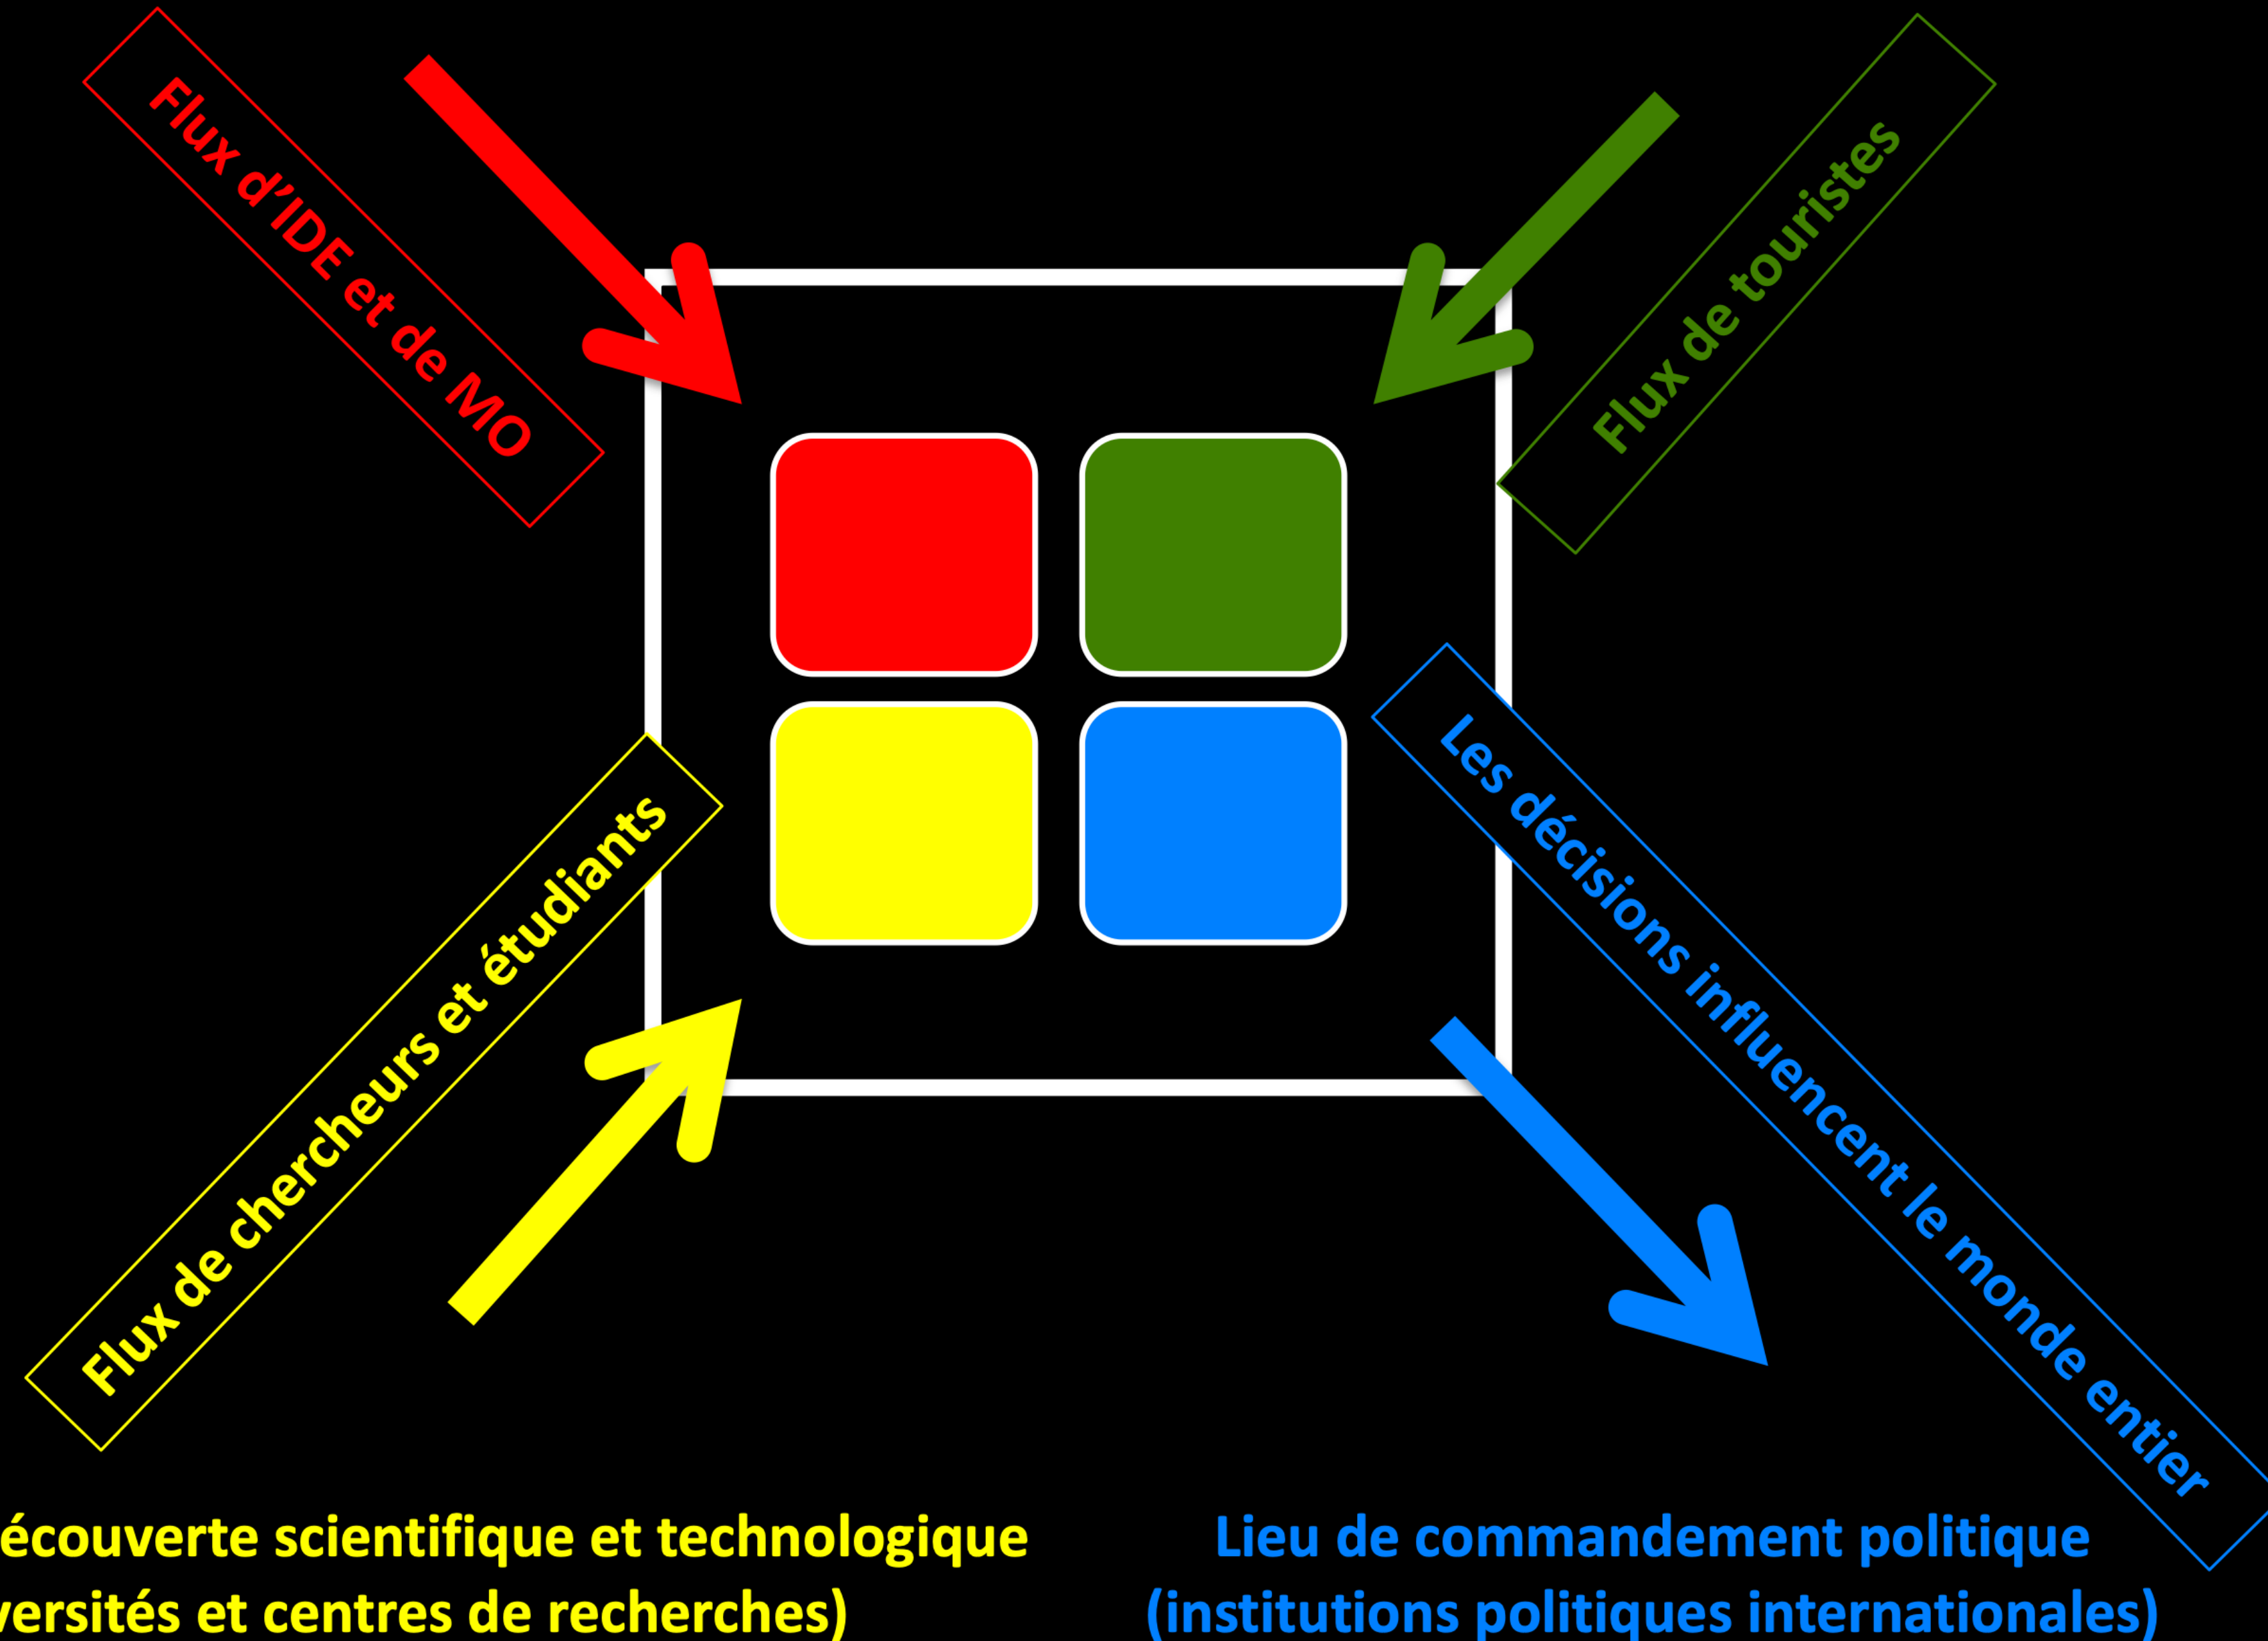 Flux d’IDE et de MO
Flux de touristes
Flux de chercheurs et étudiants
Les décisions influencent le monde entier
écouverte scientifique et technologique
versités et centres de recherches)
Lieu de commandement politique
(institutions politiques internationales)